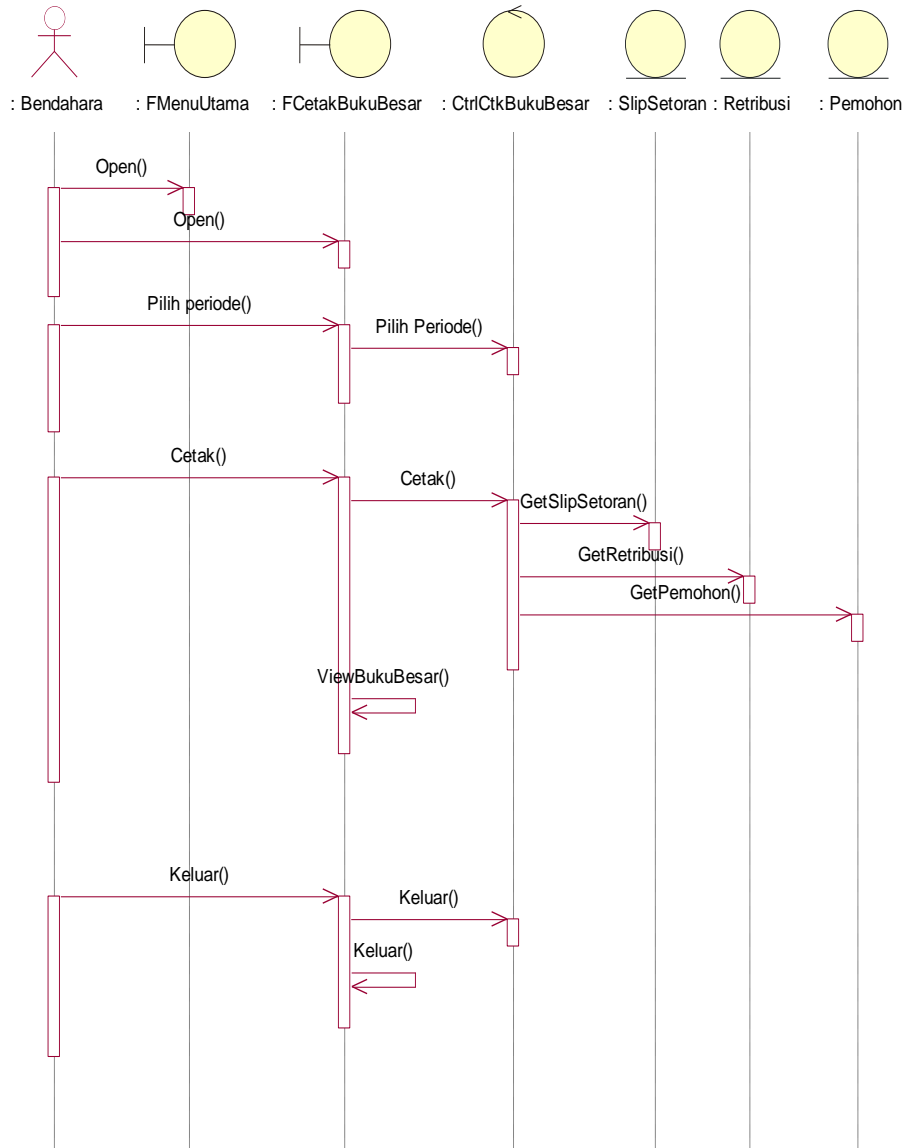 : Bendahara
: FMenuUtama
: FCetakBukuBesar
: CtrlCtkBukuBesar
: SlipSetoran
: Retribusi
: Pemohon
Open()
Open()
Pilih periode()
Pilih Periode()
Cetak()
Cetak()
GetSlipSetoran()
GetRetribusi()
GetPemohon()
ViewBukuBesar()
Keluar()
Keluar()
Keluar()